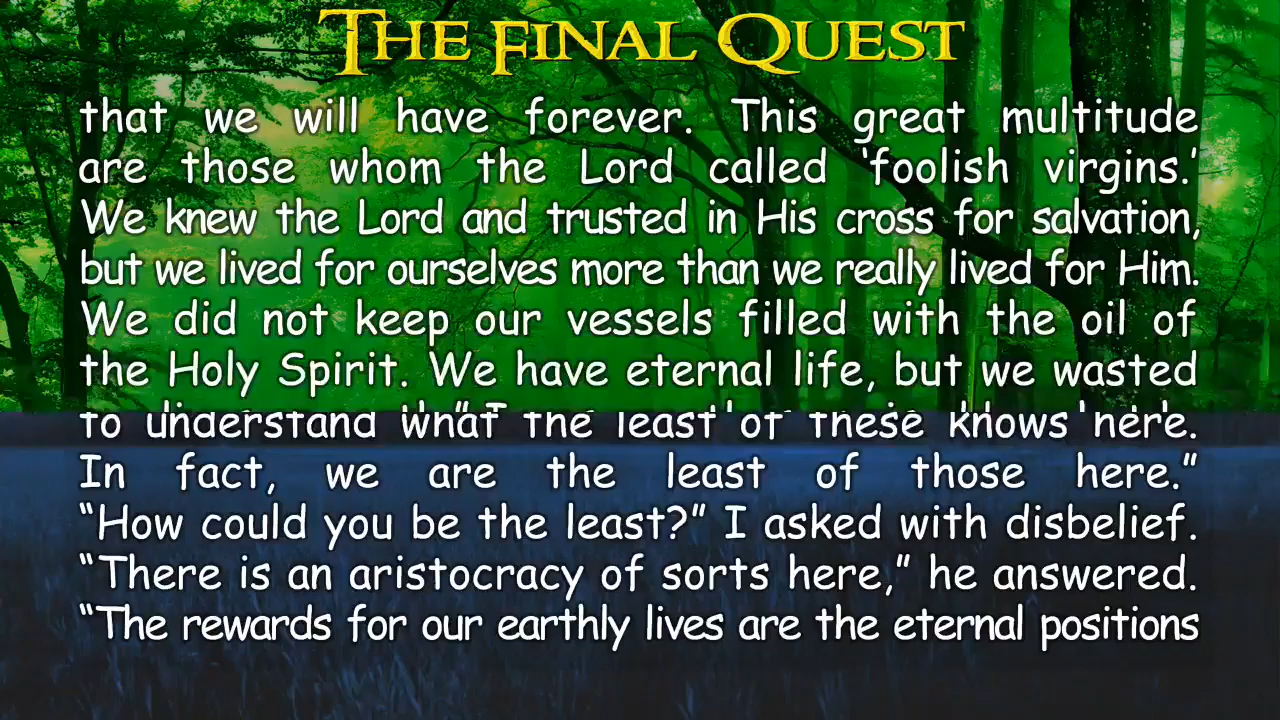 THE FINAL QUEST
that we will have forever. This great multitude
are those whom the Lord called ‘foolish virgins.’
We knew the Lord and trusted in His cross for salvation,
but we lived for ourselves more than we really lived for Him.
We did not keep our vessels filled with the oil of
the Holy Spirit. We have eternal life, but we wasted
to understand what the least of these knows here.
In fact, we are the least of those here.”
“How could you be the least?” I asked with disbelief.
“There is an aristocracy of sorts here,” he answered.
“The rewards for our earthly lives are the eternal positions